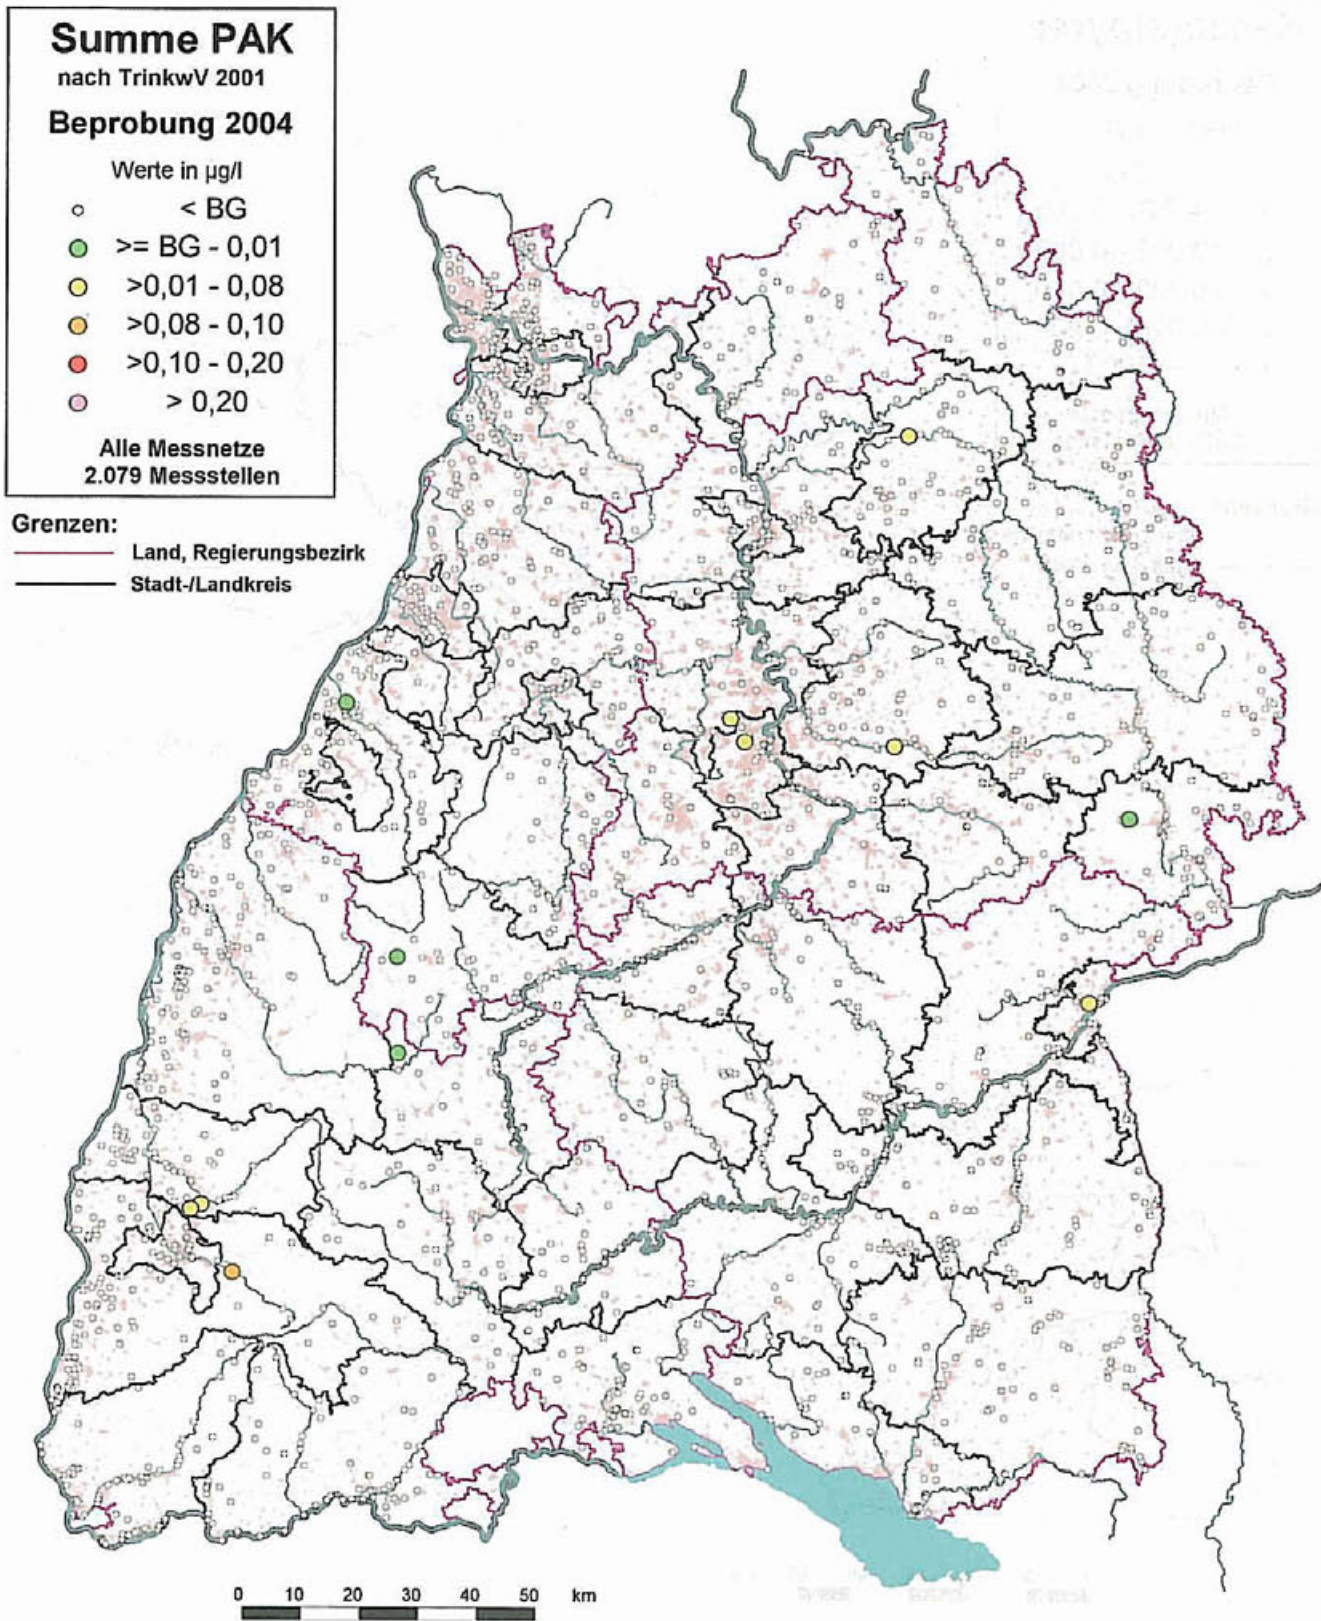 Summe PAK
nach TrinkwV 2001
Beprobung 2004
Werte in µg/l
< BG
>= BG - 0,01
>0,01 - 0,08
>0,08 - 0,10
>0,10 - 0,20
> 0,20
Alle Messnetze
2.079 Messstellen
Grenzen:
Land, Regierungsbezirk
Stadt-/Landkreis
0 10 20 30 40 50 km